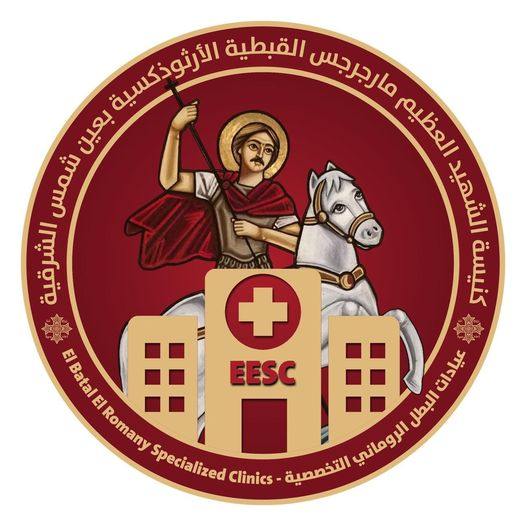 كنيسة الشهيد العظيم مارجرجس القبطية الأرثوذكسية بعين شمس الشرقية
EESC
El Batal El Romany Specialized Clinics - عيادات البطل الروماني التخصصية